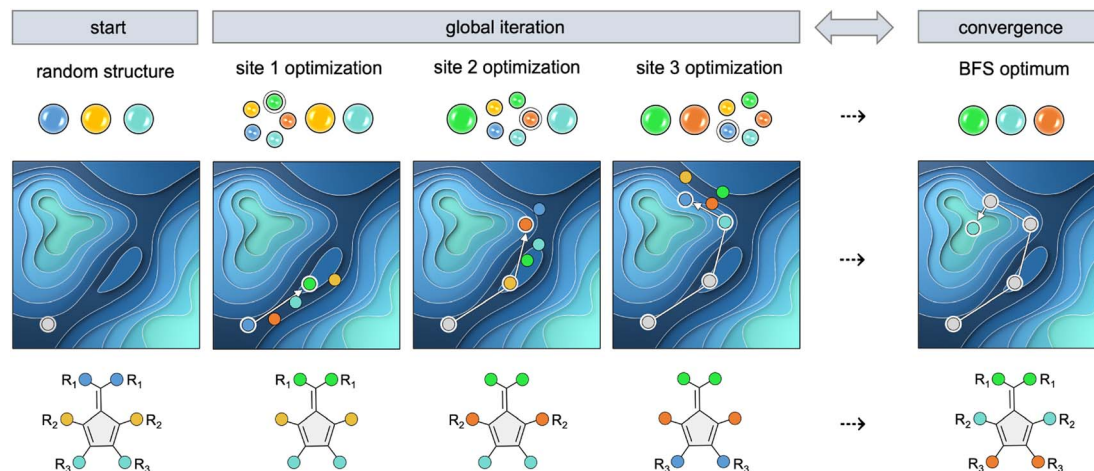 start
global iteration
convergence
random structure
site 1 optimization
site 2 optimization
site 3 optimization
BFS optimum
R₁ R₁ R₁ R₁ R₁ R₁
R₂ R₂ R₂ R₂ R₂ R₂
R₃ R₃ R₃ R₃ R₃ R₃